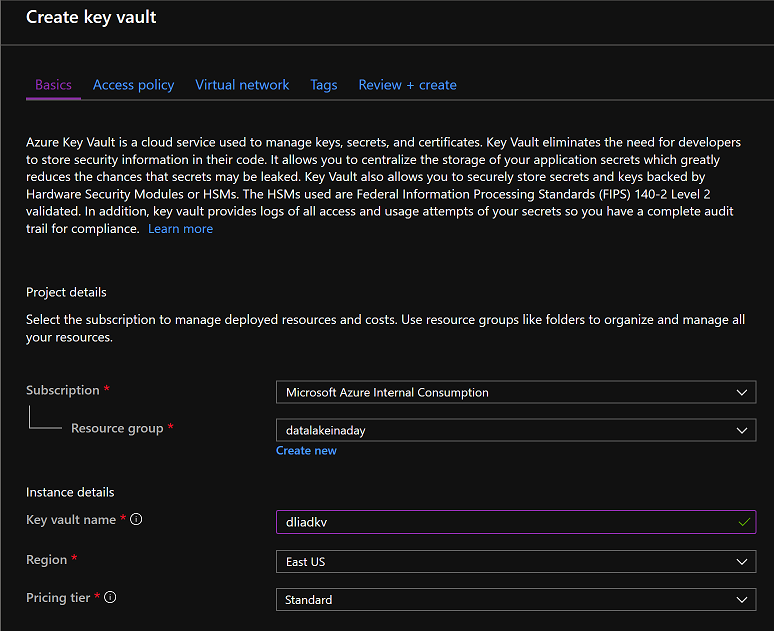 Create key vault
Basics Access policy Virtual network Tags Review + create
Azure Key Vault is a cloud service used to manage keys, secrets, and certificates. Key Vault eliminates the need for developers
to store security information in their code. It allows you to centralize the storage of your application secrets which greatly
reduces the chances that secrets may be leaked. Key Vault also allows you to securely store secrets and keys backed by
Hardware Security Modules or HSMs. The HSMs used are Federal Information Processing Standards (FIPS) 140-2 Level 2
validated. In addition, key vault provides logs of all access and usage attempts of your secrets so you have a complete audit
trail for compliance. Learn more
Project details
Select the subscription to manage deployed resources and costs. Use resource groups like folders to organize and manage all
your resources.
Subscription * Microsoft Azure Internal Consumption
Resource group * datalakeinaday
Create new
Instance details
Key vault name * dliadkv
Region * East US
Pricing tier * Standard